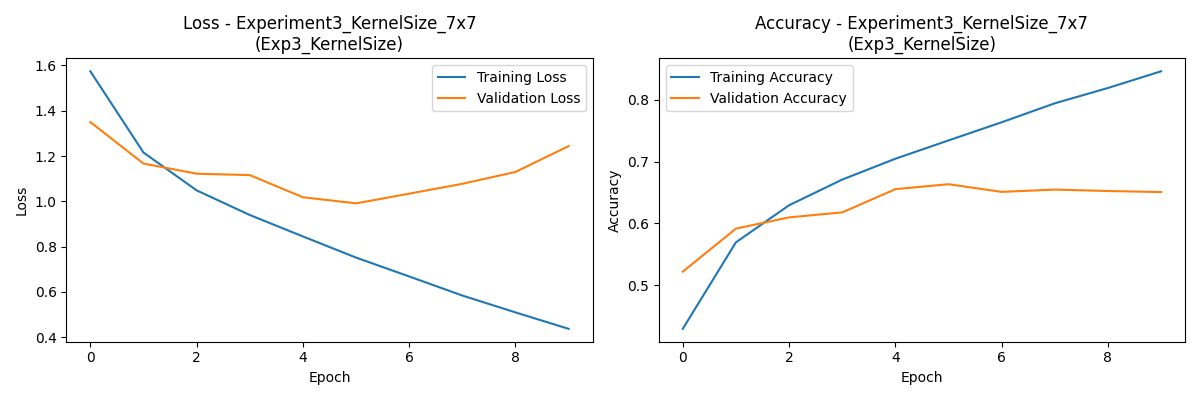 Loss - Experiment3_KernelSize_7x7
(Exp3_KernelSize)
1.6
1.4
1.2
1.0
0.8
0.6
0.4
Loss
Training Loss
Validation Loss
0 2 4 6 8
Epoch
Accuracy - Experiment3_KernelSize_7x7
(Exp3_KernelSize)
0.8
0.7
0.6
0.5
Accuracy
Training Accuracy
Validation Accuracy
0 2 4 6 8
Epoch